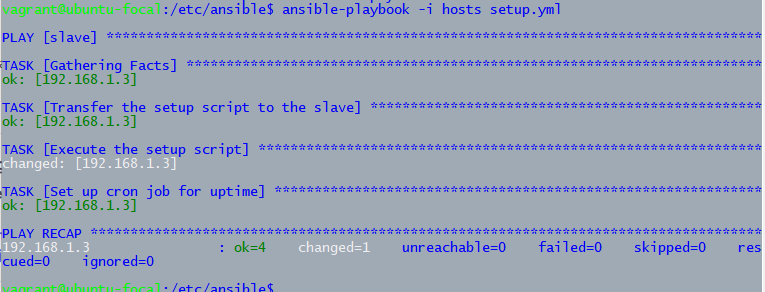 vagrant@ubuntu-focal:/etc/ansible$ ansible-playbook -i hosts setup.yml
PLAY [slave] *************************************************************************************
TASK [Gathering Facts] ************************************************************************
ok: [192.168.1.3]
TASK [Transfer the setup script to the slave] *************************************************
ok: [192.168.1.3]
TASK [Execute the setup script] ***************************************************************
changed: [192.168.1.3]
TASK [Set up cron job for uptime] *************************************************************
ok: [192.168.1.3]
PLAY RECAP ************************************************************************************
192.168.1.3                : ok=4    changed=1    unreachable=0    failed=0    skipped=0    res
cued=0    ignored=0
vagrant@ubuntu-focal:/etc/ansible$